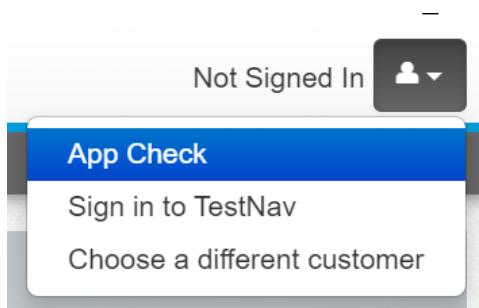 Not Signed In
App Check
Sign in to TestNav
Choose a different customer